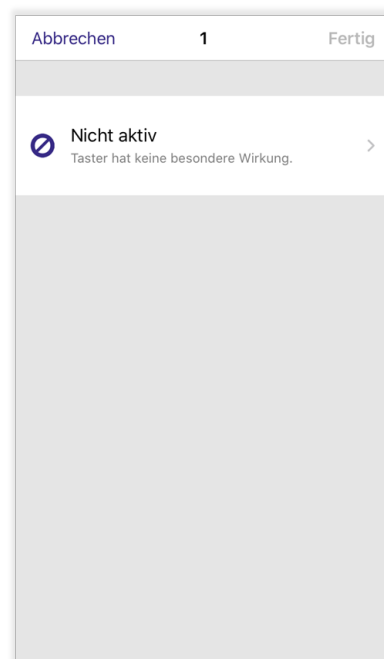 Abbrechen 1 Fertig
Nicht aktiv
Taster hat keine besondere Wirkung.